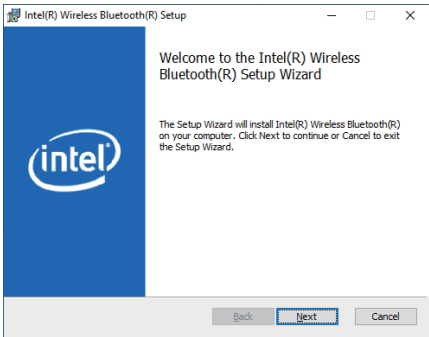 Intel(R) Wireless Bluetooth(R) Setup
Welcome to the Intel(R) Wireless
Bluetooth(R) Setup Wizard
The Setup Wizard will install Intel(R) Wireless Bluetooth(R)
on your computer. Click Next to continue or Cancel to exit
the Setup Wizard.
intel
Back Next Cancel